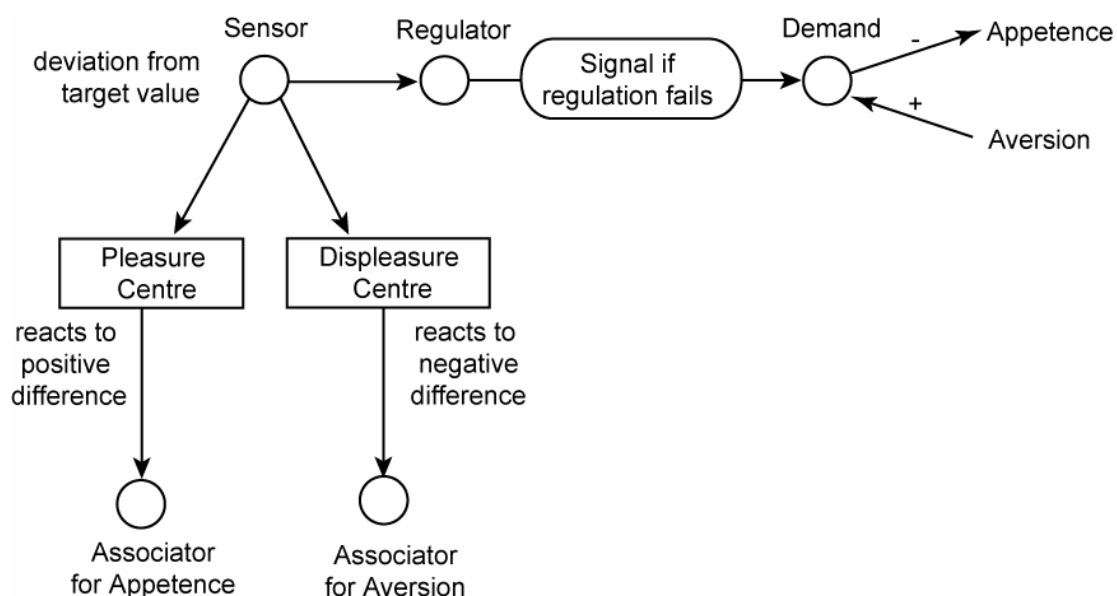 Sensor
Regulator
Demand
-
Appetence
deviation from
target value
Signal if
regulation fails
+
Aversion
Pleasure
Centre
Displeasure
Centre
reacts to
positive
difference
reacts to
negative
difference
Associator
for Appetence
Associator
for Aversion